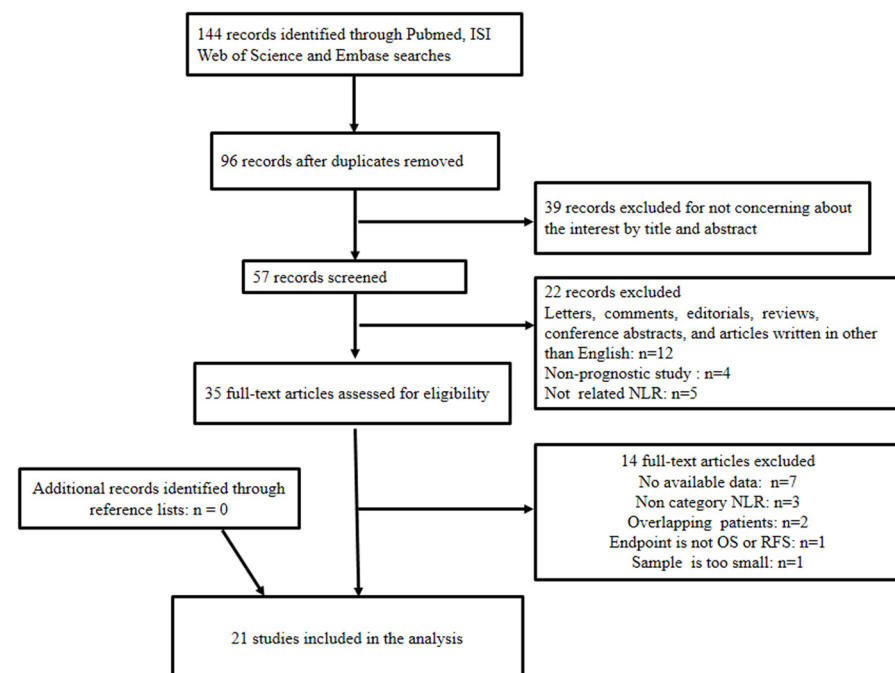 144 records identified through Pubmed, ISI
Web of Science and Embase searches
96 records after duplicates removed
39 records excluded for not concerning about
the interest by title and abstract
57 records screened
22 records excluded
Letters, comments, editorials, reviews,
conference abstracts, and articles written in other
than English: n=12
Non-prognostic study : n=4
Not related NLR: n=5
35 full-text articles assessed for eligibility
14 full-text articles excluded
No available data: n=7
Non category NLR: n=3
Overlapping patients: n=2
Endpoint is not OS or RFS: n=1
Sample is too small: n=1
Additional records identified through
reference lists: n = 0
21 studies included in the analysis